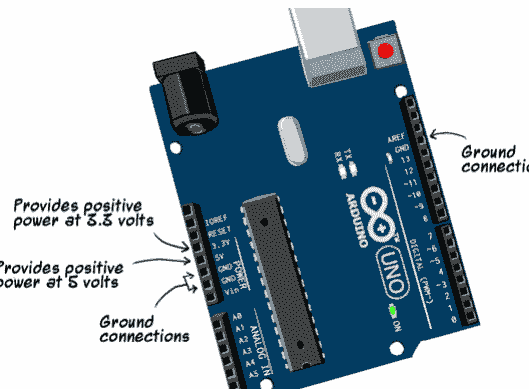 Provides positive
power at 3.3 volts
Provides positive
power at 5 volts
Ground
connections
Ground
connectio
IOREF
RESET
3.3V
5V
GND
GND
Vin
POWER
A0
A1
A2
A3
A4
A5
ANALOG IN
RX
TX
ARDUINO
UNO
ON
AREF
GND
13
12
~11
~10
~9
8
7
~6
~5
4
~3
2
1
0
DIGITAL (PWM~)